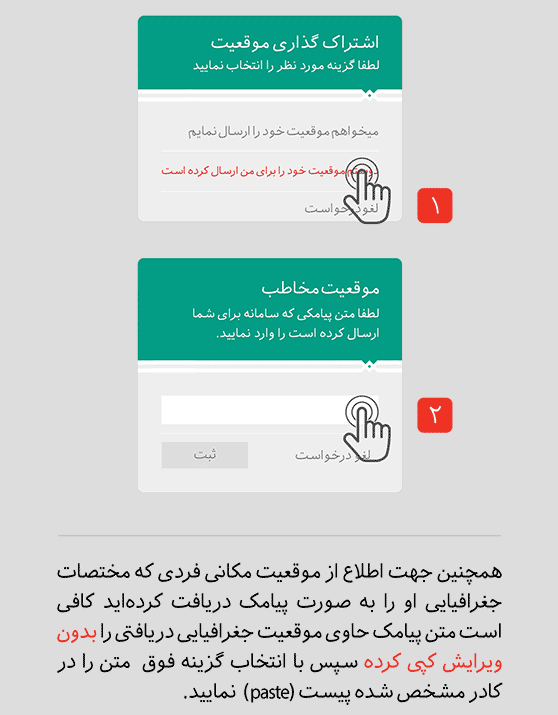 اشتراک گذاری موقعیت
لطفا گزینه مورد نظر را انتخاب نمایید
میخواهم موقعیت خود را ارسال نمایم
دوستم موقعیت خود را برای من ارسال کرده است
لغو درخواست
۱
موقعیت مخاطب
لطفا متن پیامکی که سامانه برای شما
ارسال کرده است را وارد نمایید.
۲
لغو درخواست
ثبت
همچنین جهت اطلاع از موقعیت مکانی فردی که مختصات
جغرافیایی او را به صورت پیامک دریافت کرده‌اید کافی
است متن پیامک حاوی موقعیت جغرافیایی دریافتی را بدون
ویرایش کپی کرده سپس با انتخاب گزینه فوق متن را در
کادر مشخص شده پیست (paste) نمایید.